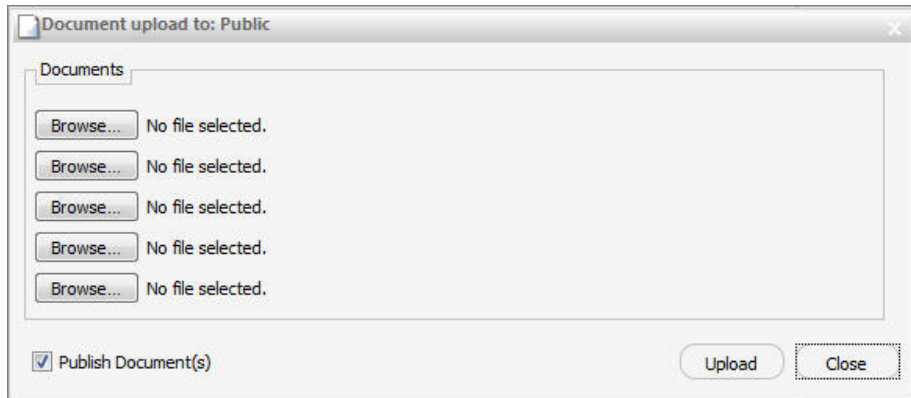 Document upload to: Public
Documents
Browse... No file selected.
Browse... No file selected.
Browse... No file selected.
Browse... No file selected.
Browse... No file selected.
Publish Document(s) Upload Close